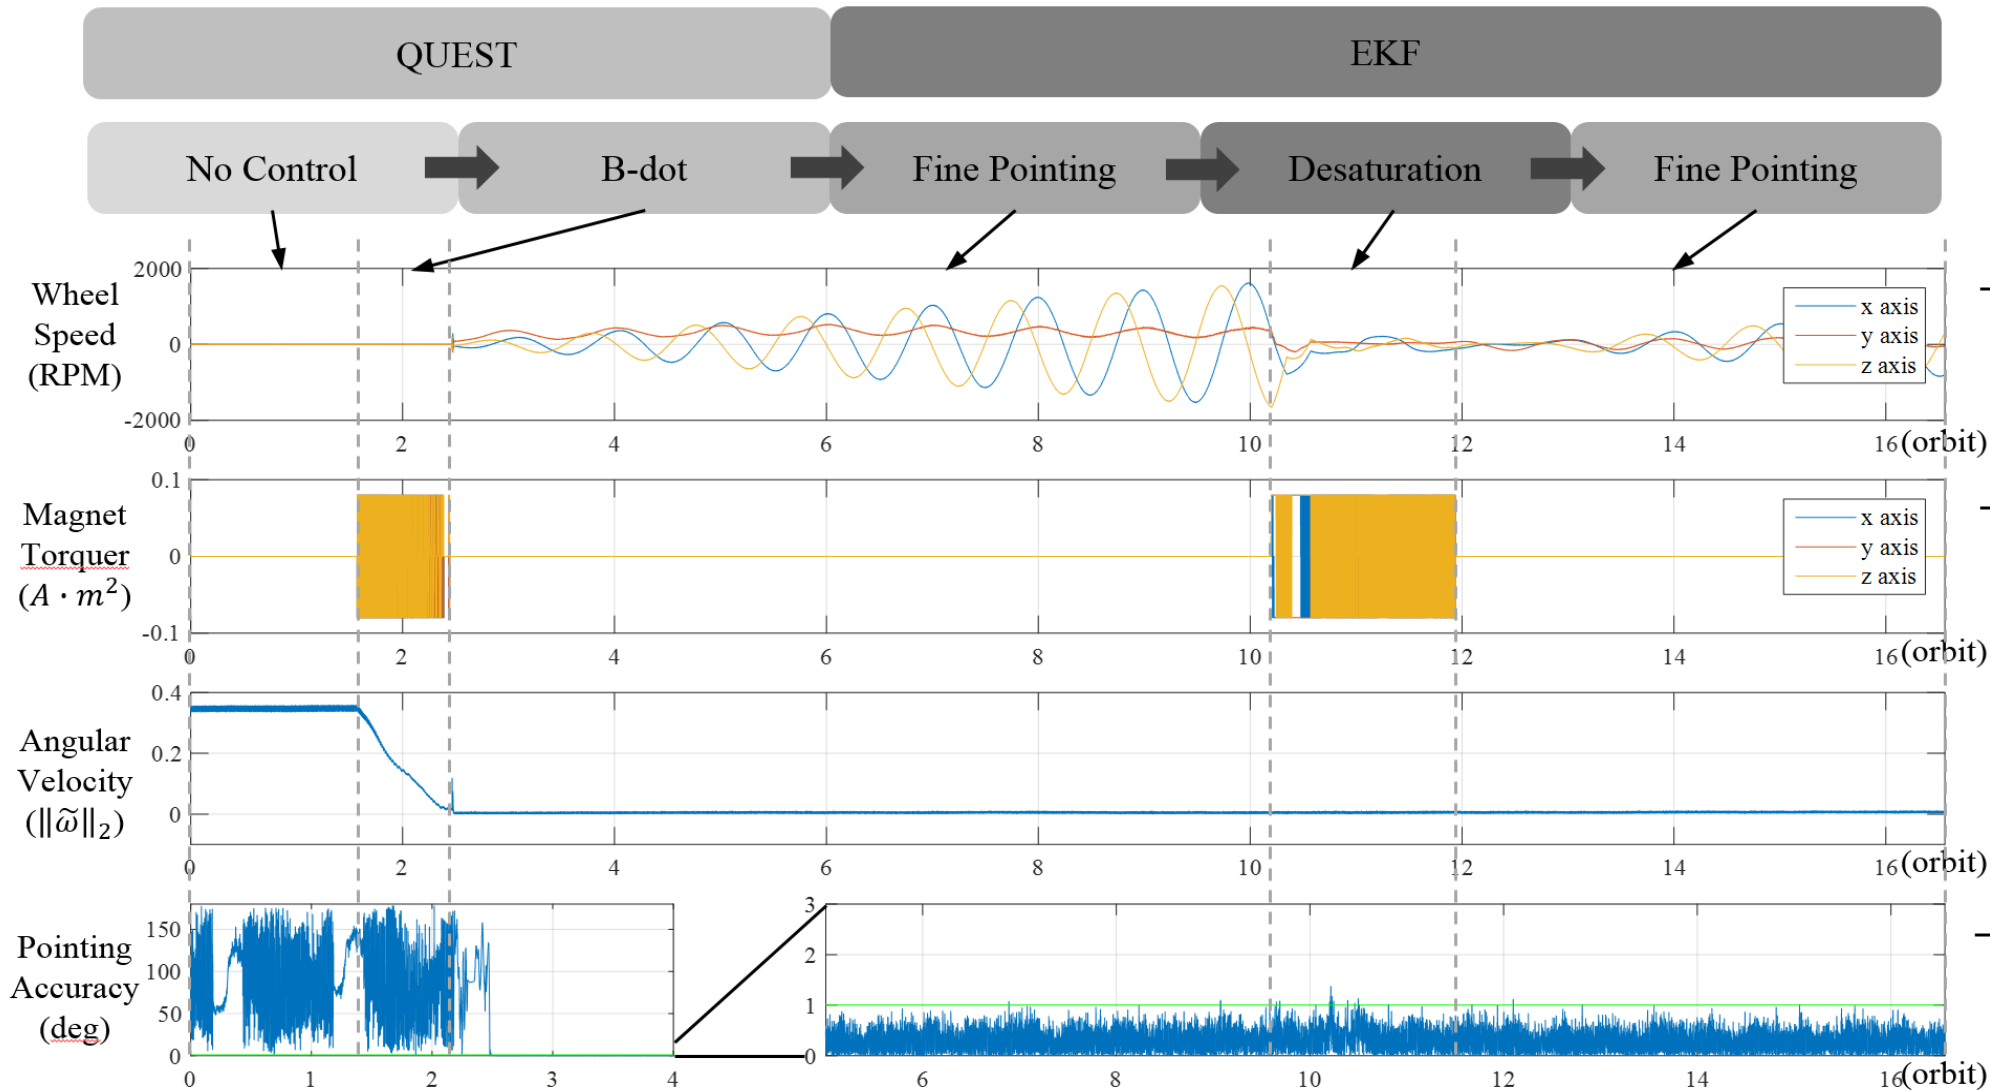 QUEST
EKF
No Control
B-dot
Fine Pointing
Desaturation
Fine Pointing
Wheel
Speed
(RPM)
2000
0
-2000
x axis
y axis
z axis
0 2 4 6 8 10 12 14 16 (orbit)
Magnet
Torquer
(A · m²)
0.1
0
-0.1
x axis
y axis
z axis
0 2 4 6 8 10 12 14 16 (orbit)
Angular
Velocity
(‖ω̃‖₂)
0.4
0.2
0
0 2 4 6 8 10 12 14 16 (orbit)
Pointing
Accuracy
(deg)
150
100
50
0
0 1 2 3 4
3
2
1
0
6 8 10 12 14 16 (orbit)